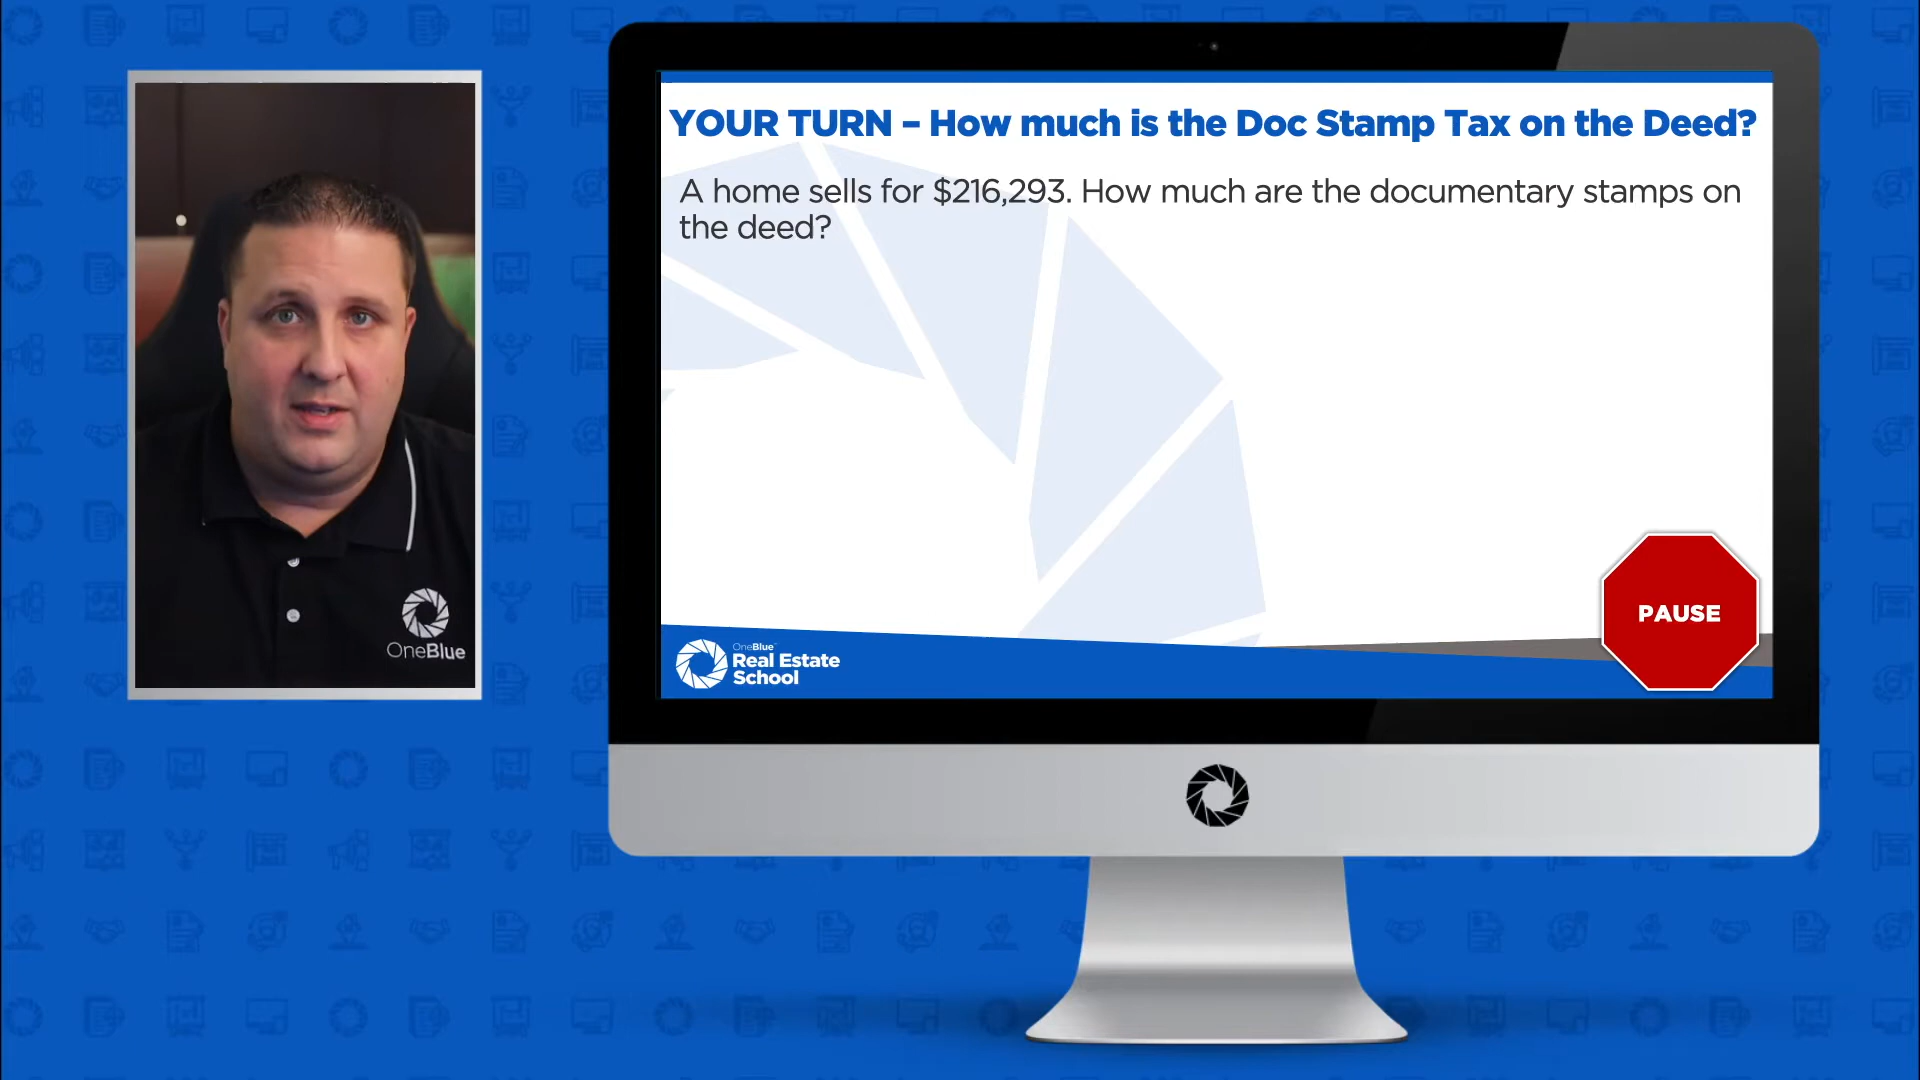 YOUR TURN – How much is the Doc Stamp Tax on the Deed?
A home sells for $216,293. How much are the documentary stamps on
the deed?
PAUSE
OneBlue™
Real Estate
School
OneBlue